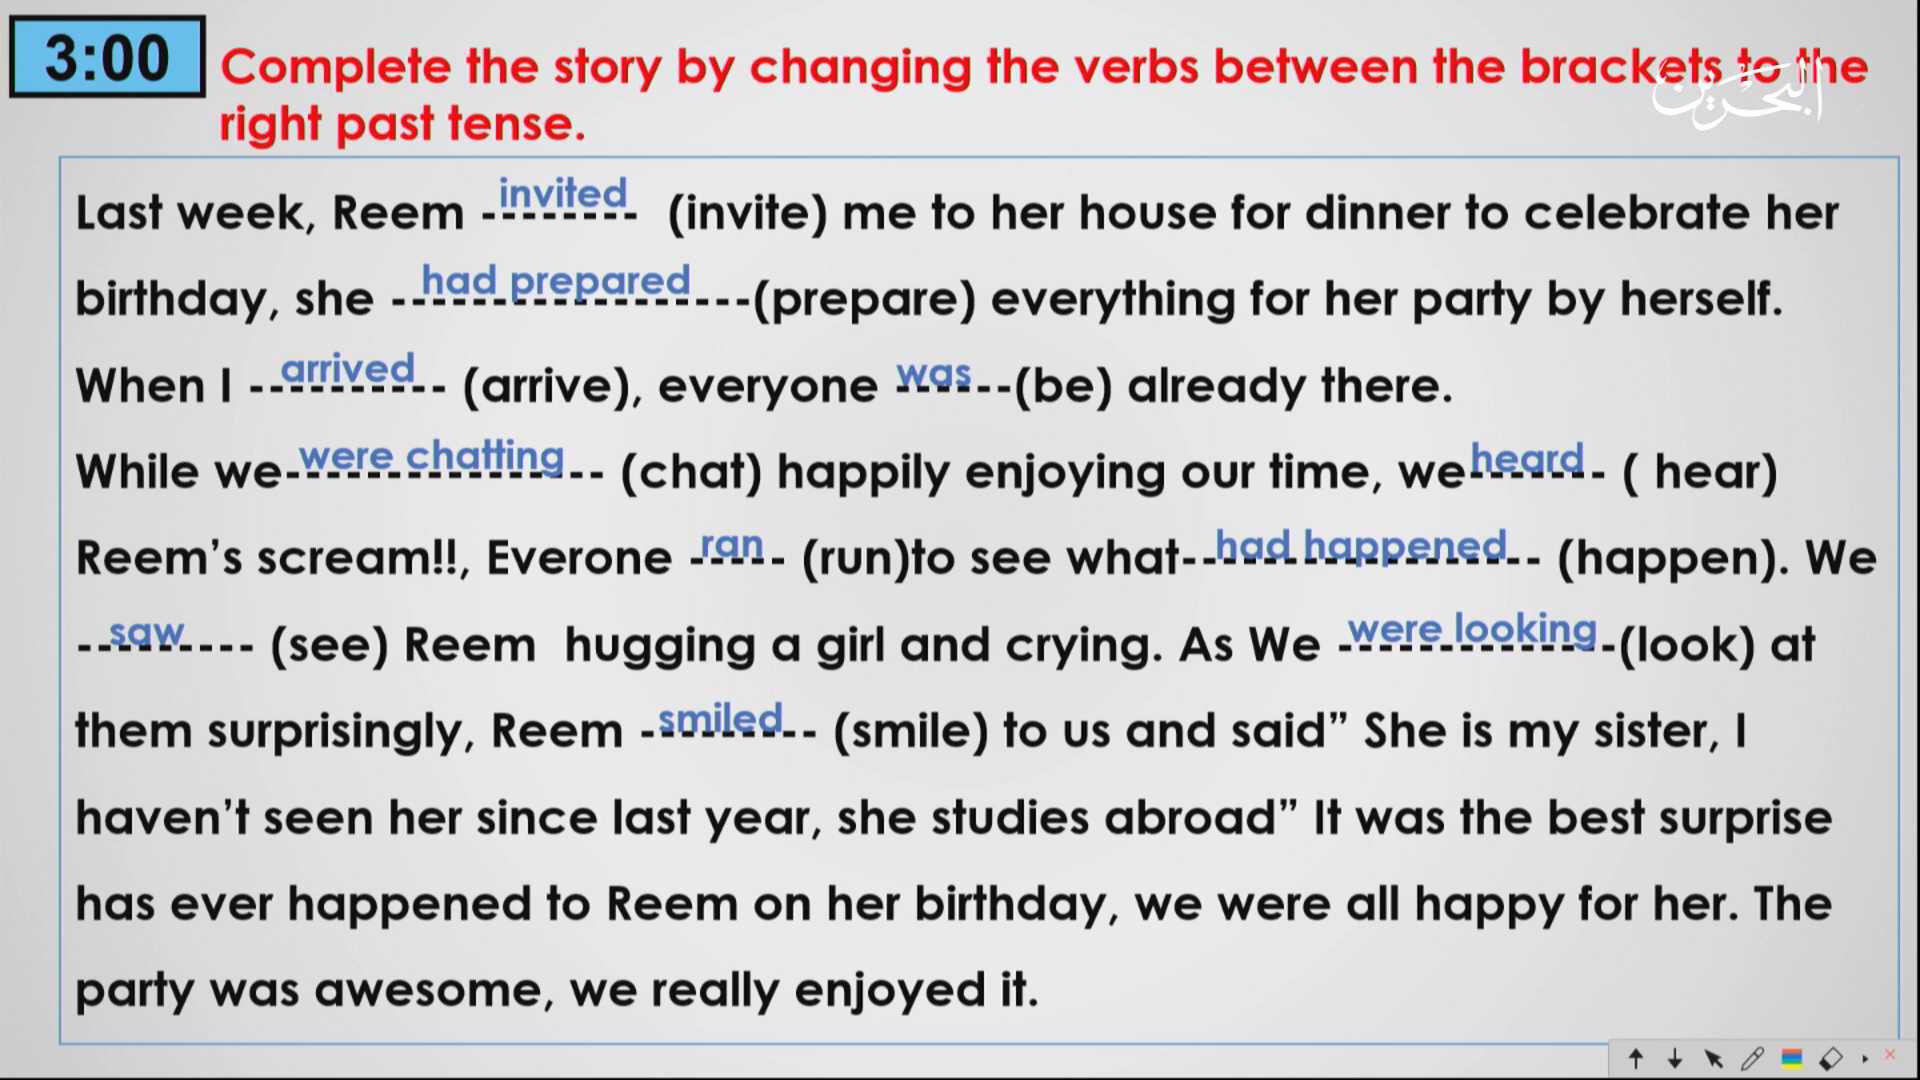 3:00
Complete the story by changing the verbs between the brackets to the
right past tense.
البحرين
Last week, Reem --invited-- (invite) me to her house for dinner to celebrate her
birthday, she --had prepared---(prepare) everything for her party by herself.
When I --arrived-- (arrive), everyone was--(be) already there.
While we-were chatting-- (chat) happily enjoying our time, we heard- ( hear)
Reem’s scream!!, Everone -ran- (run)to see what--had happened-- (happen). We
--saw---- (see) Reem hugging a girl and crying. As We -were looking-(look) at
them surprisingly, Reem -smiled-- (smile) to us and said” She is my sister, I
haven’t seen her since last year, she studies abroad” It was the best surprise
has ever happened to Reem on her birthday, we were all happy for her. The
party was awesome, we really enjoyed it.